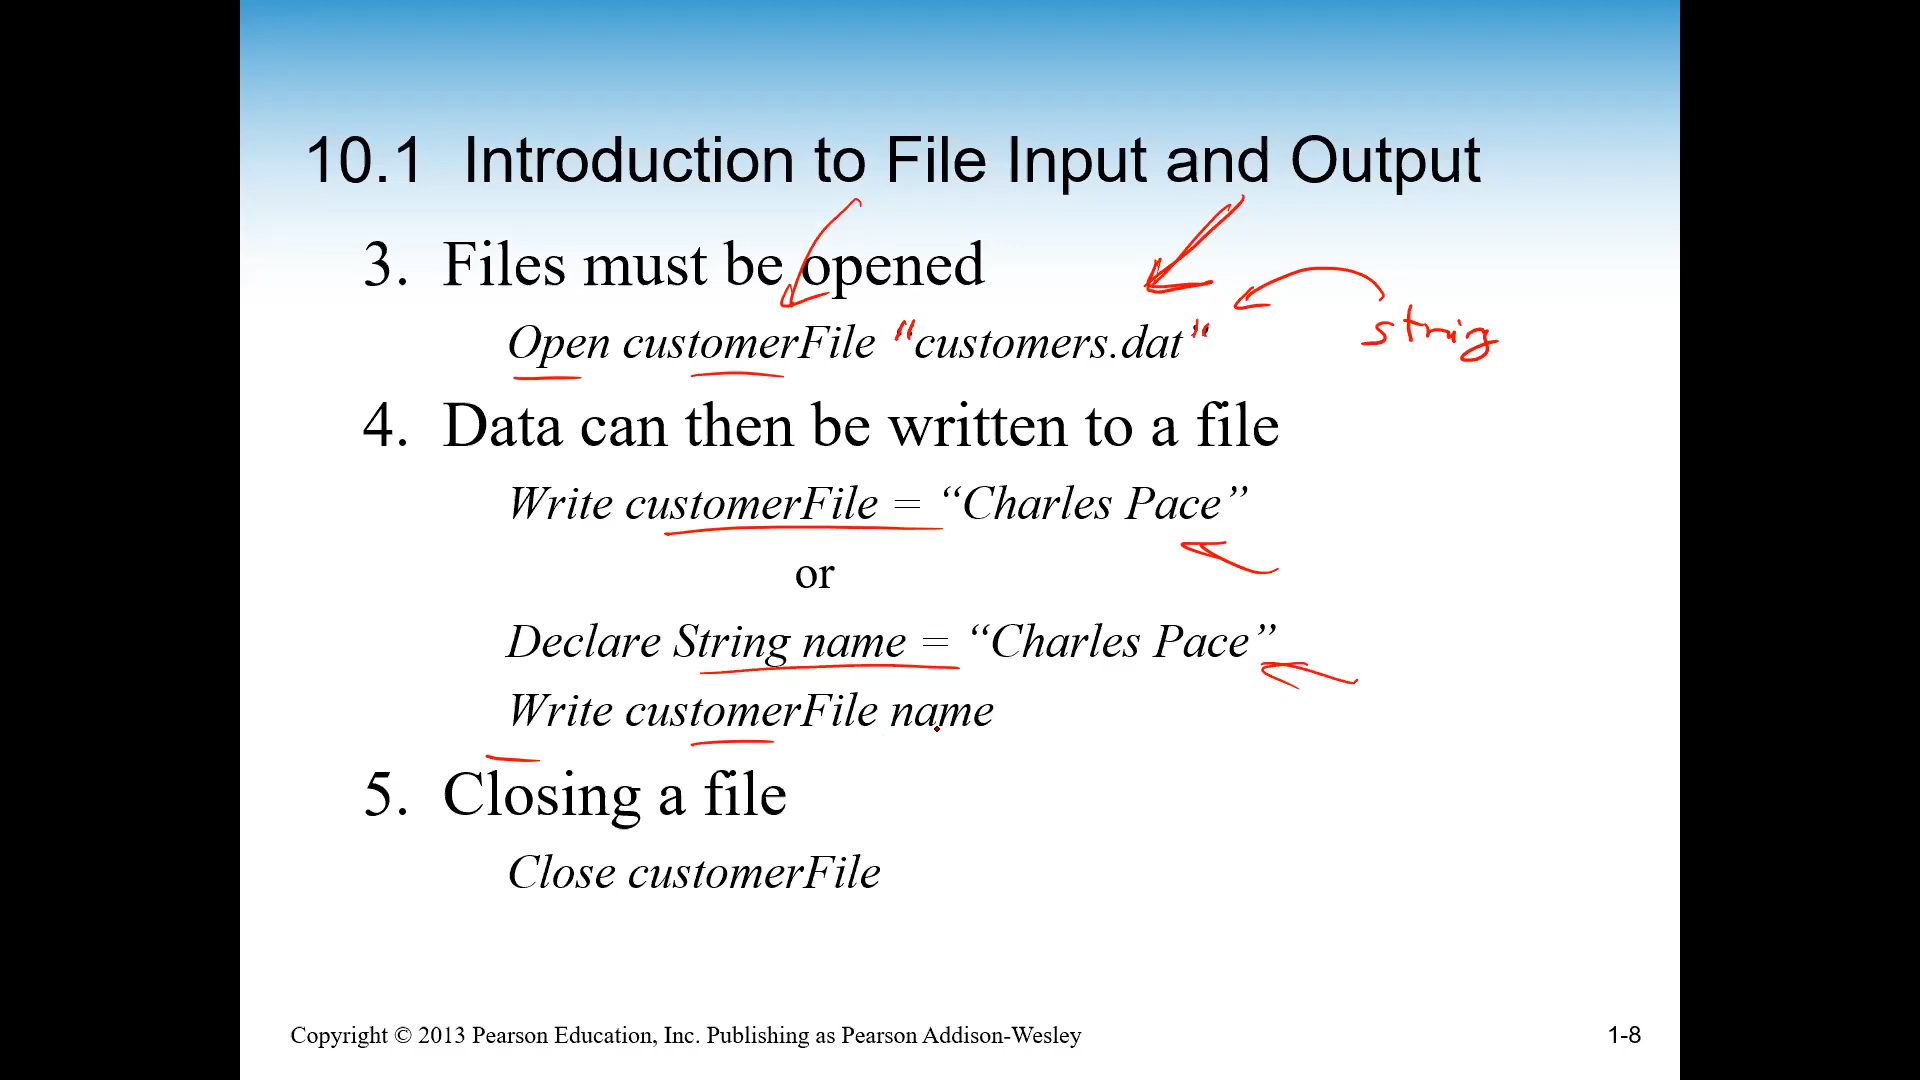 10.1 Introduction to File Input and Output
3. Files must be opened
Open customerFile "customers.dat"
string
4. Data can then be written to a file
Write customerFile = “Charles Pace”
or
Declare String name = “Charles Pace”
Write customerFile name
5. Closing a file
Close customerFile
Copyright © 2013 Pearson Education, Inc. Publishing as Pearson Addison-Wesley
1-8